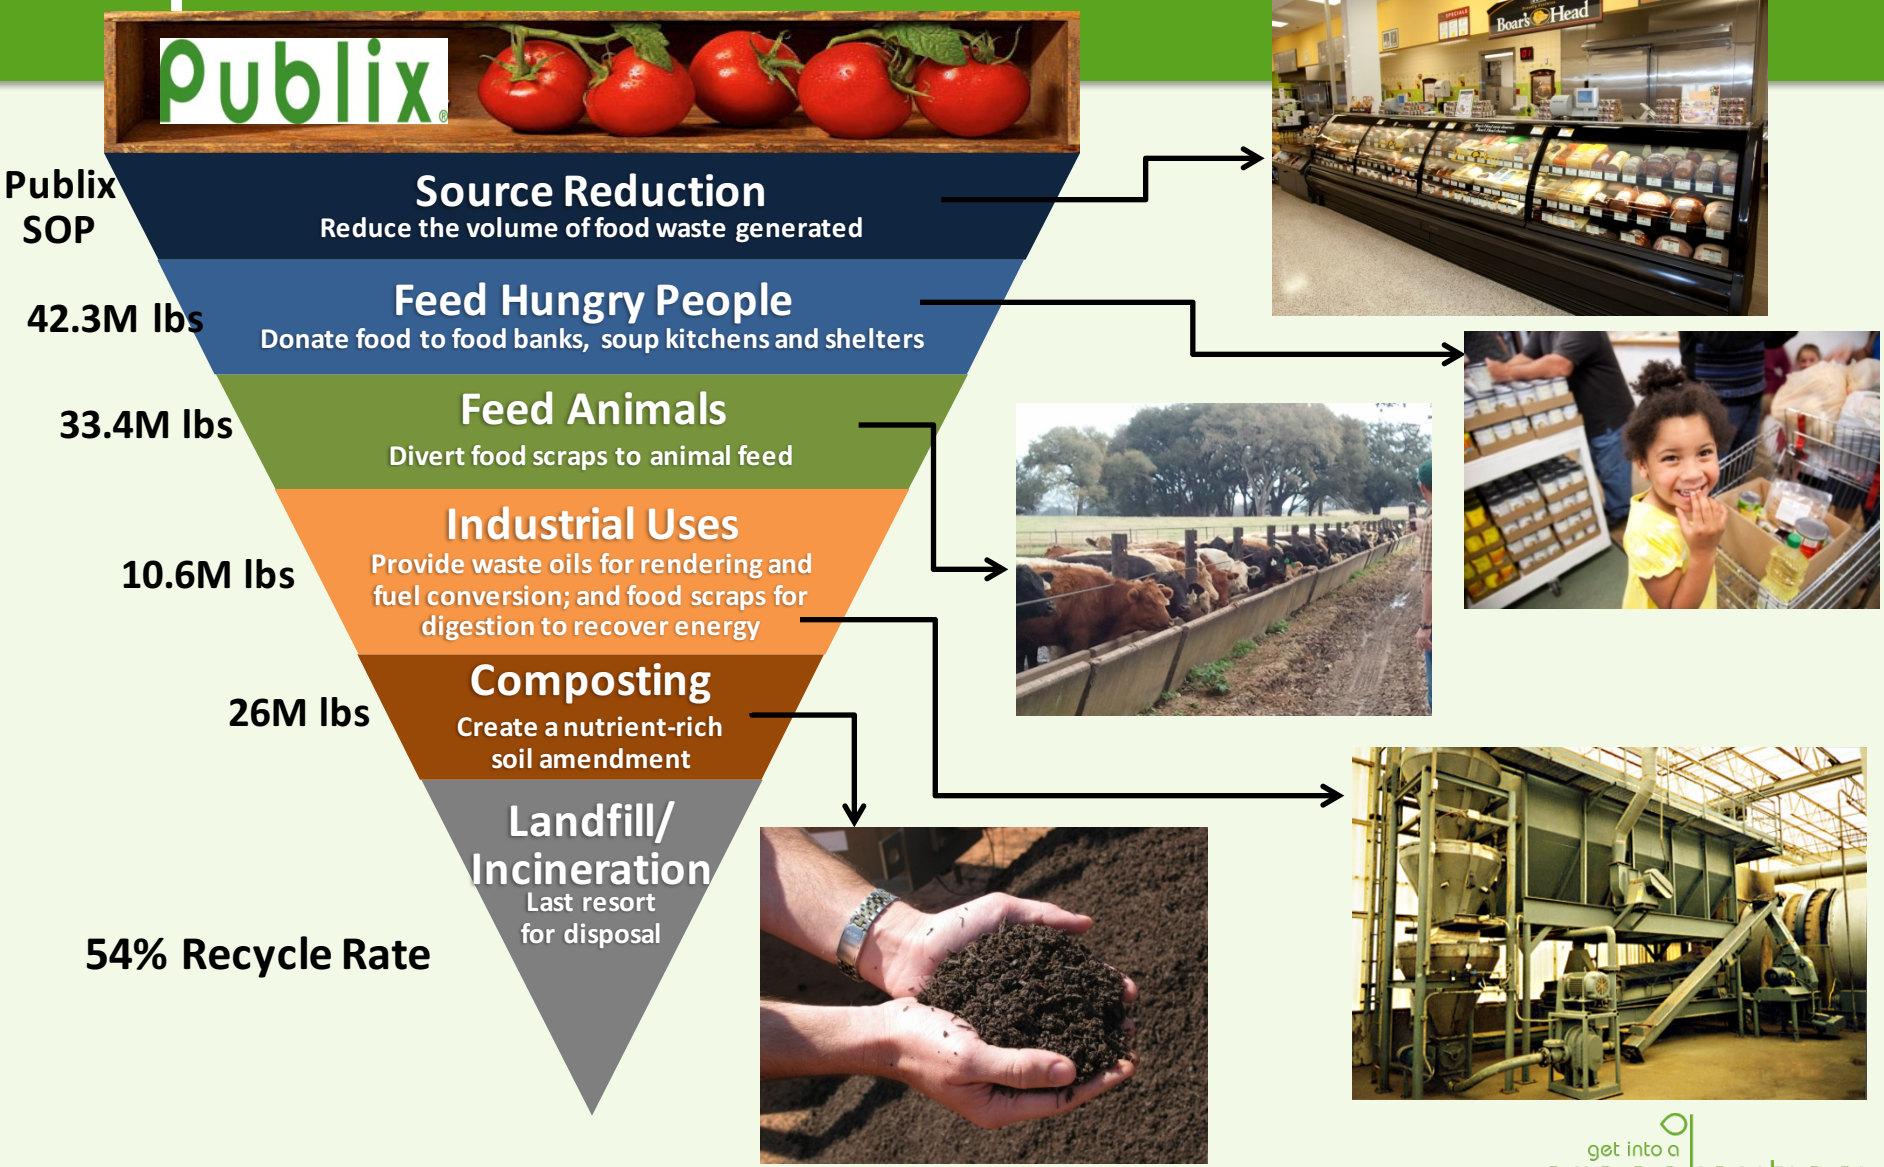 Publix®
Boar's Head
SPECIALS
Publix
SOP
Source Reduction
Reduce the volume of food waste generated
42.3M lbs
Feed Hungry People
Donate food to food banks, soup kitchens and shelters
33.4M lbs
Feed Animals
Divert food scraps to animal feed
10.6M lbs
Industrial Uses
Provide waste oils for rendering and
fuel conversion; and food scraps for
digestion to recover energy
26M lbs
Composting
Create a nutrient-rich
soil amendment
Landfill/
Incineration
Last resort
for disposal
54% Recycle Rate
get into a